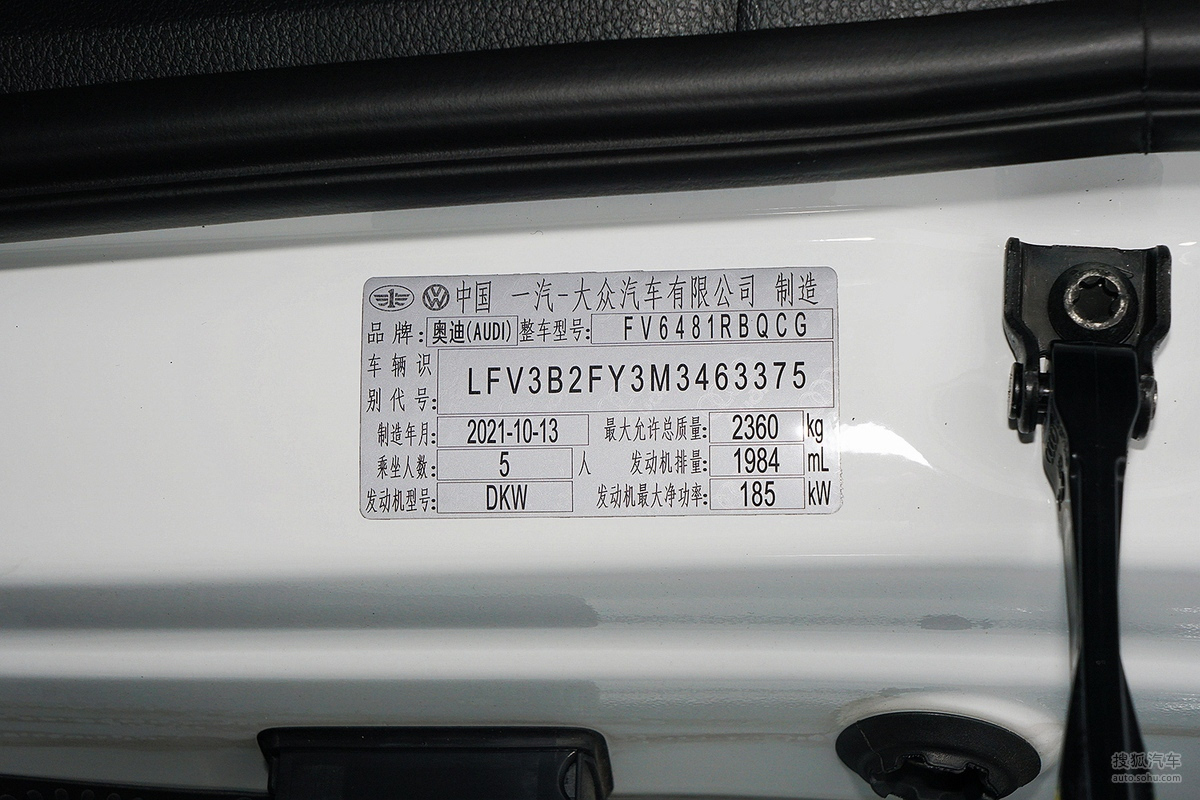 中国 一汽-大众汽车有限公司 制造
品牌: 奥迪(AUDI) 整车型号: FV6481RBQCG
车辆识
别代号: LFV3B2FY3M3463375
制造年月: 2021-10-13 最大允许总质量: 2360 kg
乘坐人数: 5 人 发动机排量: 1984 mL
发动机型号: DKW 发动机最大净功率: 185 kW
搜狐汽车
auto.sohu.com